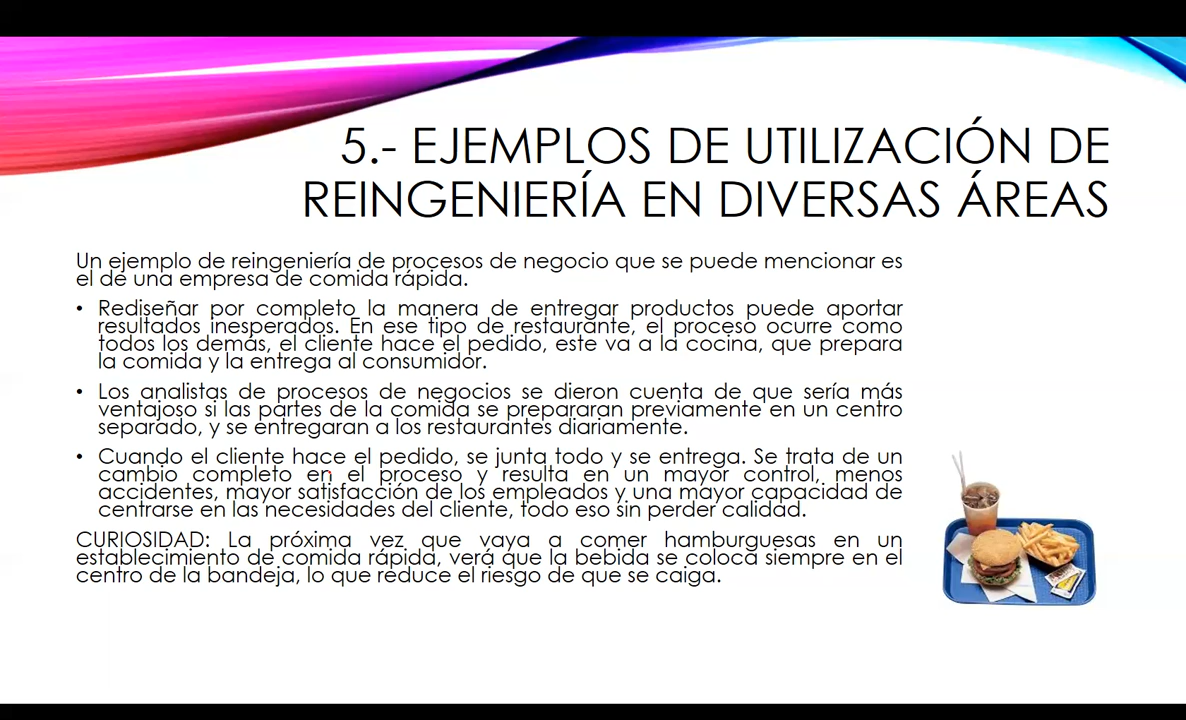 5.- EJEMPLOS DE UTILIZACIÓN DE
REINGENIERÍA EN DIVERSAS ÁREAS
Un ejemplo de reingeniería de procesos de negocio que se puede mencionar es
el de una empresa de comida rápida.
• Rediseñar por completo la manera de entregar productos puede aportar
resultados inesperados. En ese tipo de restaurante, el proceso ocurre como
todos los demás, el cliente hace el pedido, este va a la cocina, que prepara
la comida y la entrega al consumidor.
• Los analistas de procesos de negocios se dieron cuenta de que sería más
ventajoso si las partes de la comida se prepararan previamente en un centro
separado, y se entregaran a los restaurantes diariamente.
• Cuando el cliente hace el pedido, se junta todo y se entrega. Se trata de un
cambio completo en el proceso y resulta en un mayor control, menos
accidentes, mayor satisfacción de los empleados y una mayor capacidad de
centrarse en las necesidades del cliente, todo eso sin perder calidad.
CURIOSIDAD: La próxima vez que vaya a comer hamburguesas en un
establecimiento de comida rápida, verá que la bebida se coloca siempre en el
centro de la bandeja, lo que reduce el riesgo de que se caiga.